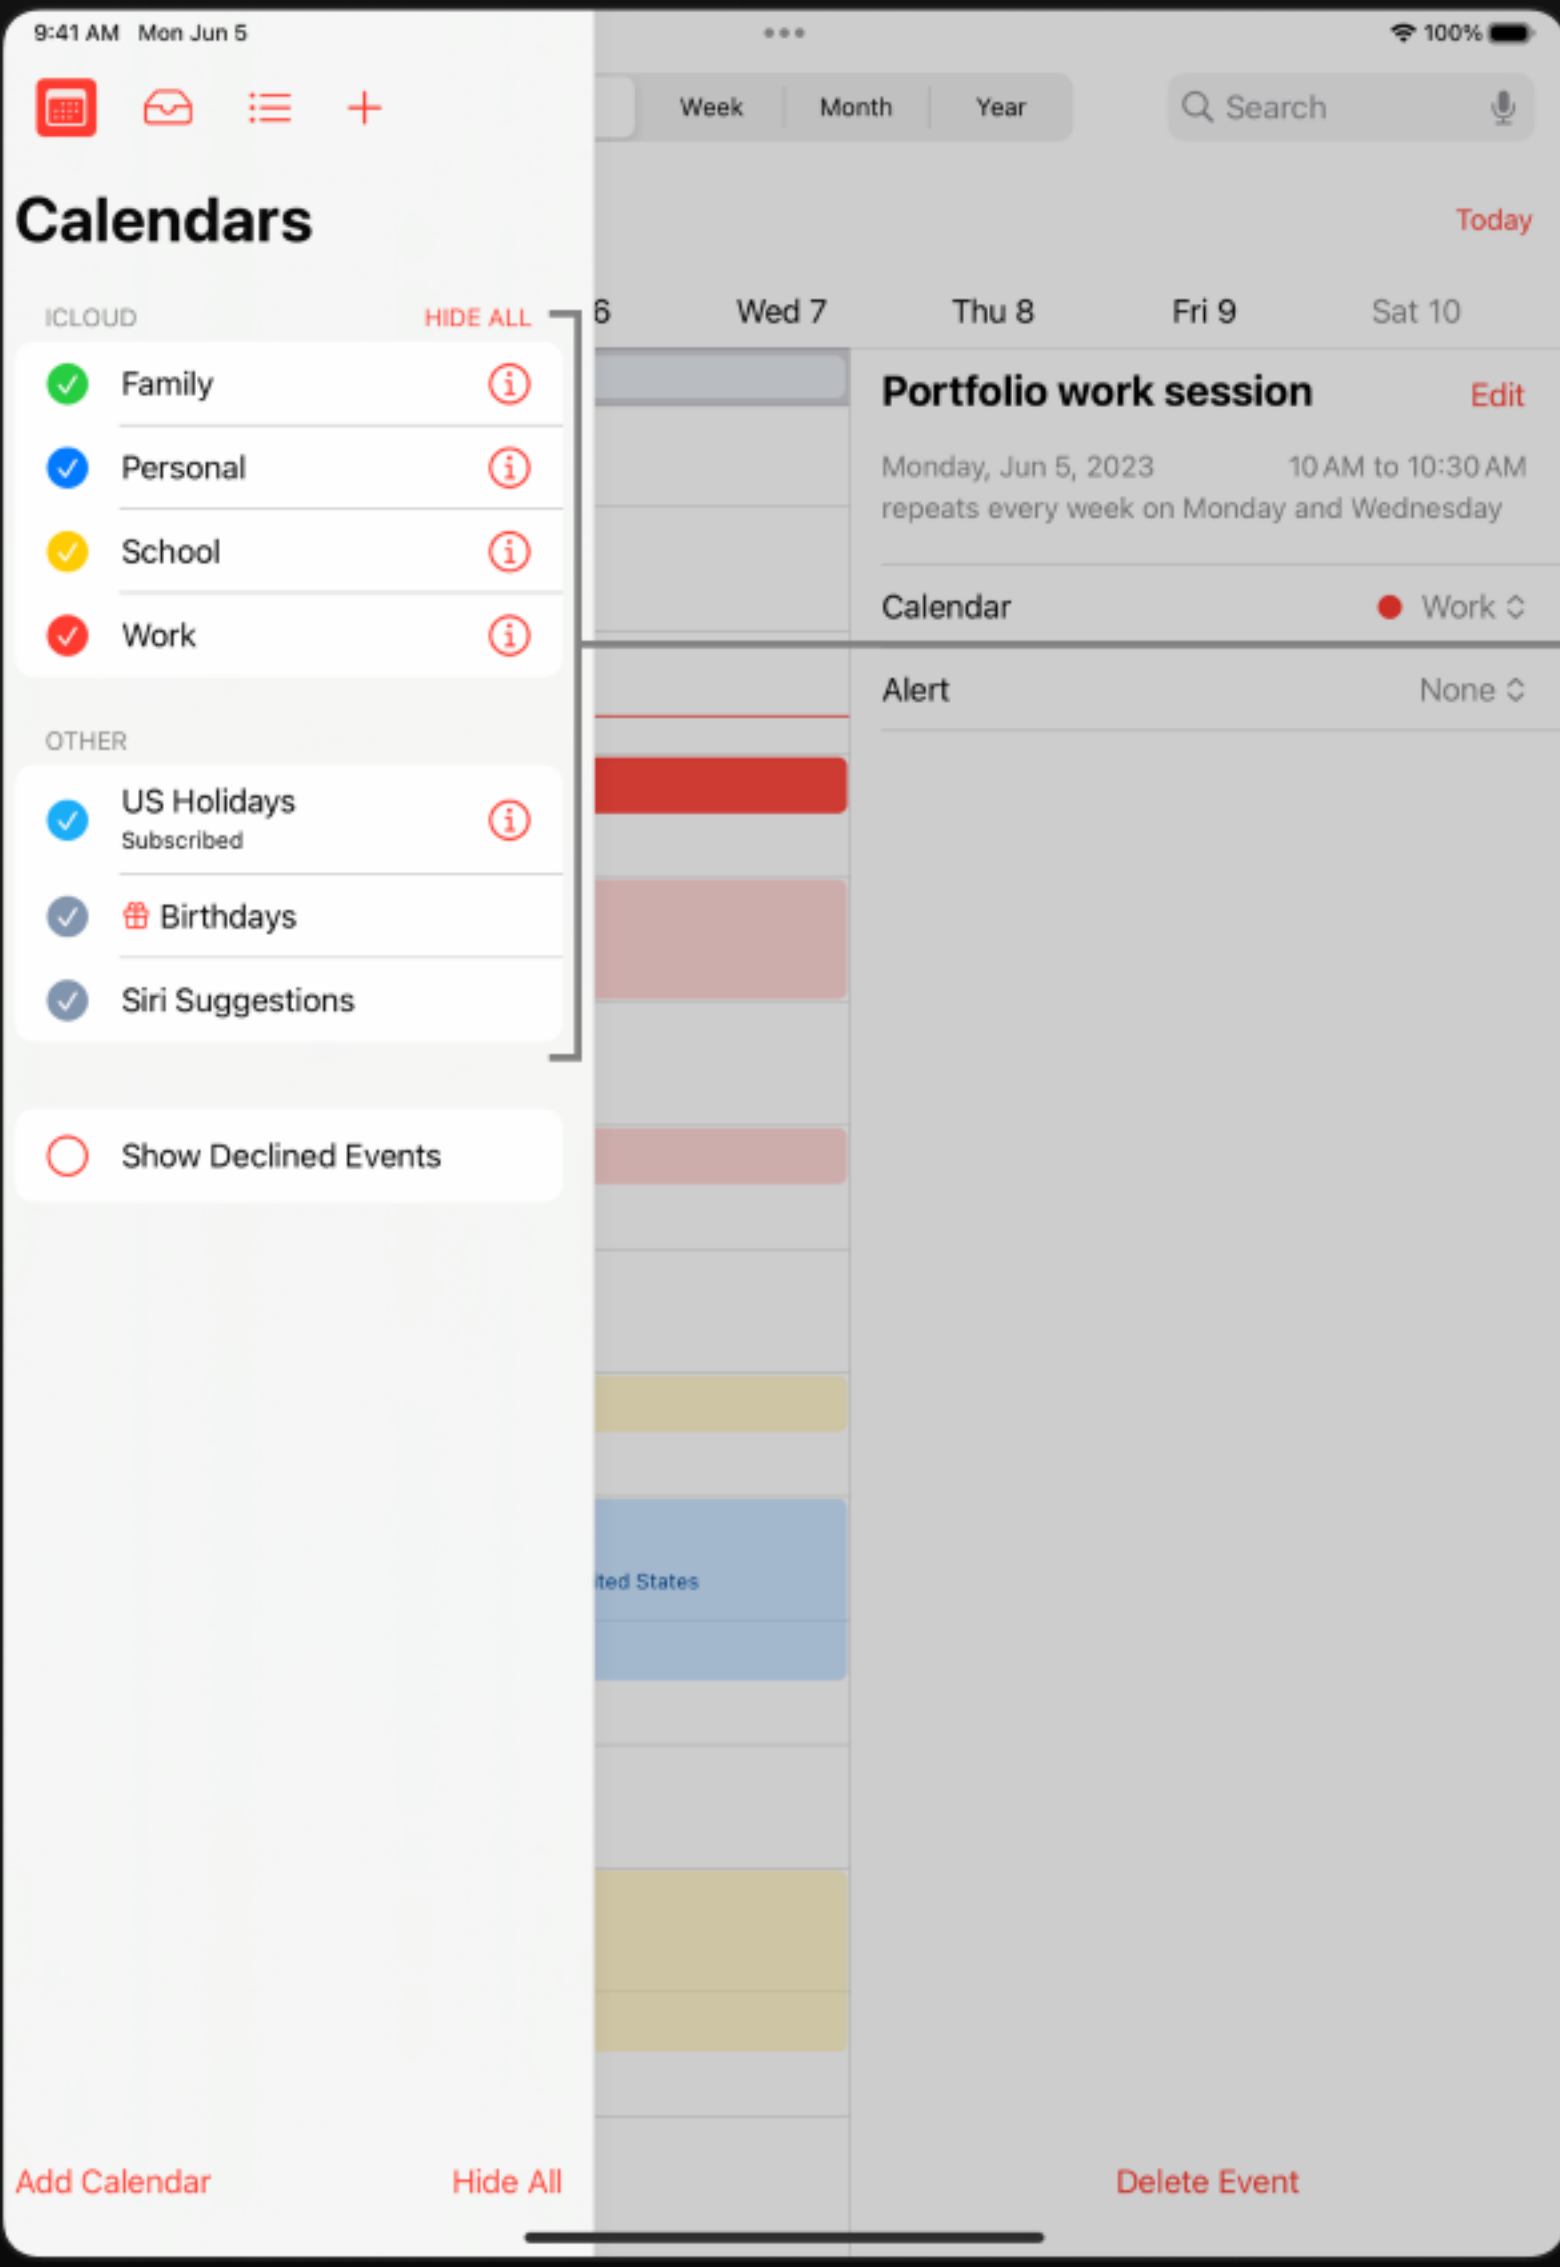 9:41 AM Mon Jun 5
100%
Week Month Year
Search
Calendars
Today
ICLOUD HIDE ALL
6 Wed 7 Thu 8 Fri 9 Sat 10
Family
Personal
School
Work
OTHER
US Holidays
Subscribed
Birthdays
Siri Suggestions
Show Declined Events
Add Calendar Hide All
ited States
Portfolio work session Edit
Monday, Jun 5, 2023 10 AM to 10:30 AM
repeats every week on Monday and Wednesday
Calendar Work
Alert None
Delete Event